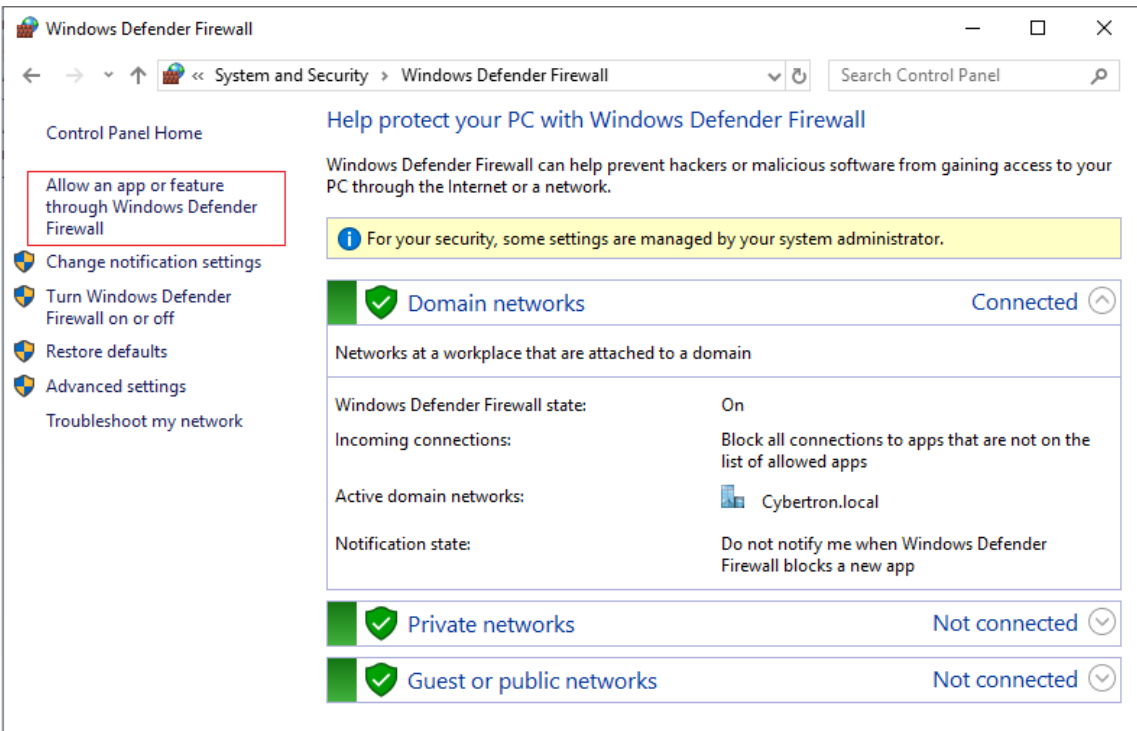 Windows Defender Firewall
« System and Security > Windows Defender Firewall
Search Control Panel
Control Panel Home
Allow an app or feature
through Windows Defender
Firewall
Change notification settings
Turn Windows Defender
Firewall on or off
Restore defaults
Advanced settings
Troubleshoot my network
Help protect your PC with Windows Defender Firewall
Windows Defender Firewall can help prevent hackers or malicious software from gaining access to your
PC through the Internet or a network.
For your security, some settings are managed by your system administrator.
Domain networks Connected
Networks at a workplace that are attached to a domain
Windows Defender Firewall state: On
Incoming connections: Block all connections to apps that are not on the
list of allowed apps
Active domain networks: Cybertron.local
Notification state: Do not notify me when Windows Defender
Firewall blocks a new app
Private networks Not connected
Guest or public networks Not connected